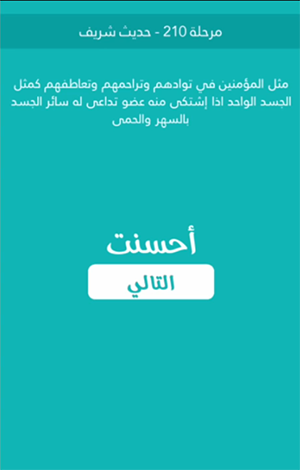 مرحلة 210 - حديث شريف
مثل المؤمنين في توادهم وتراحمهم وتعاطفهم كمثل
الجسد الواحد اذا إشتكى منه عضو تداعى له سائر الجسد
بالسهر والحمى
أحسنت
التالي